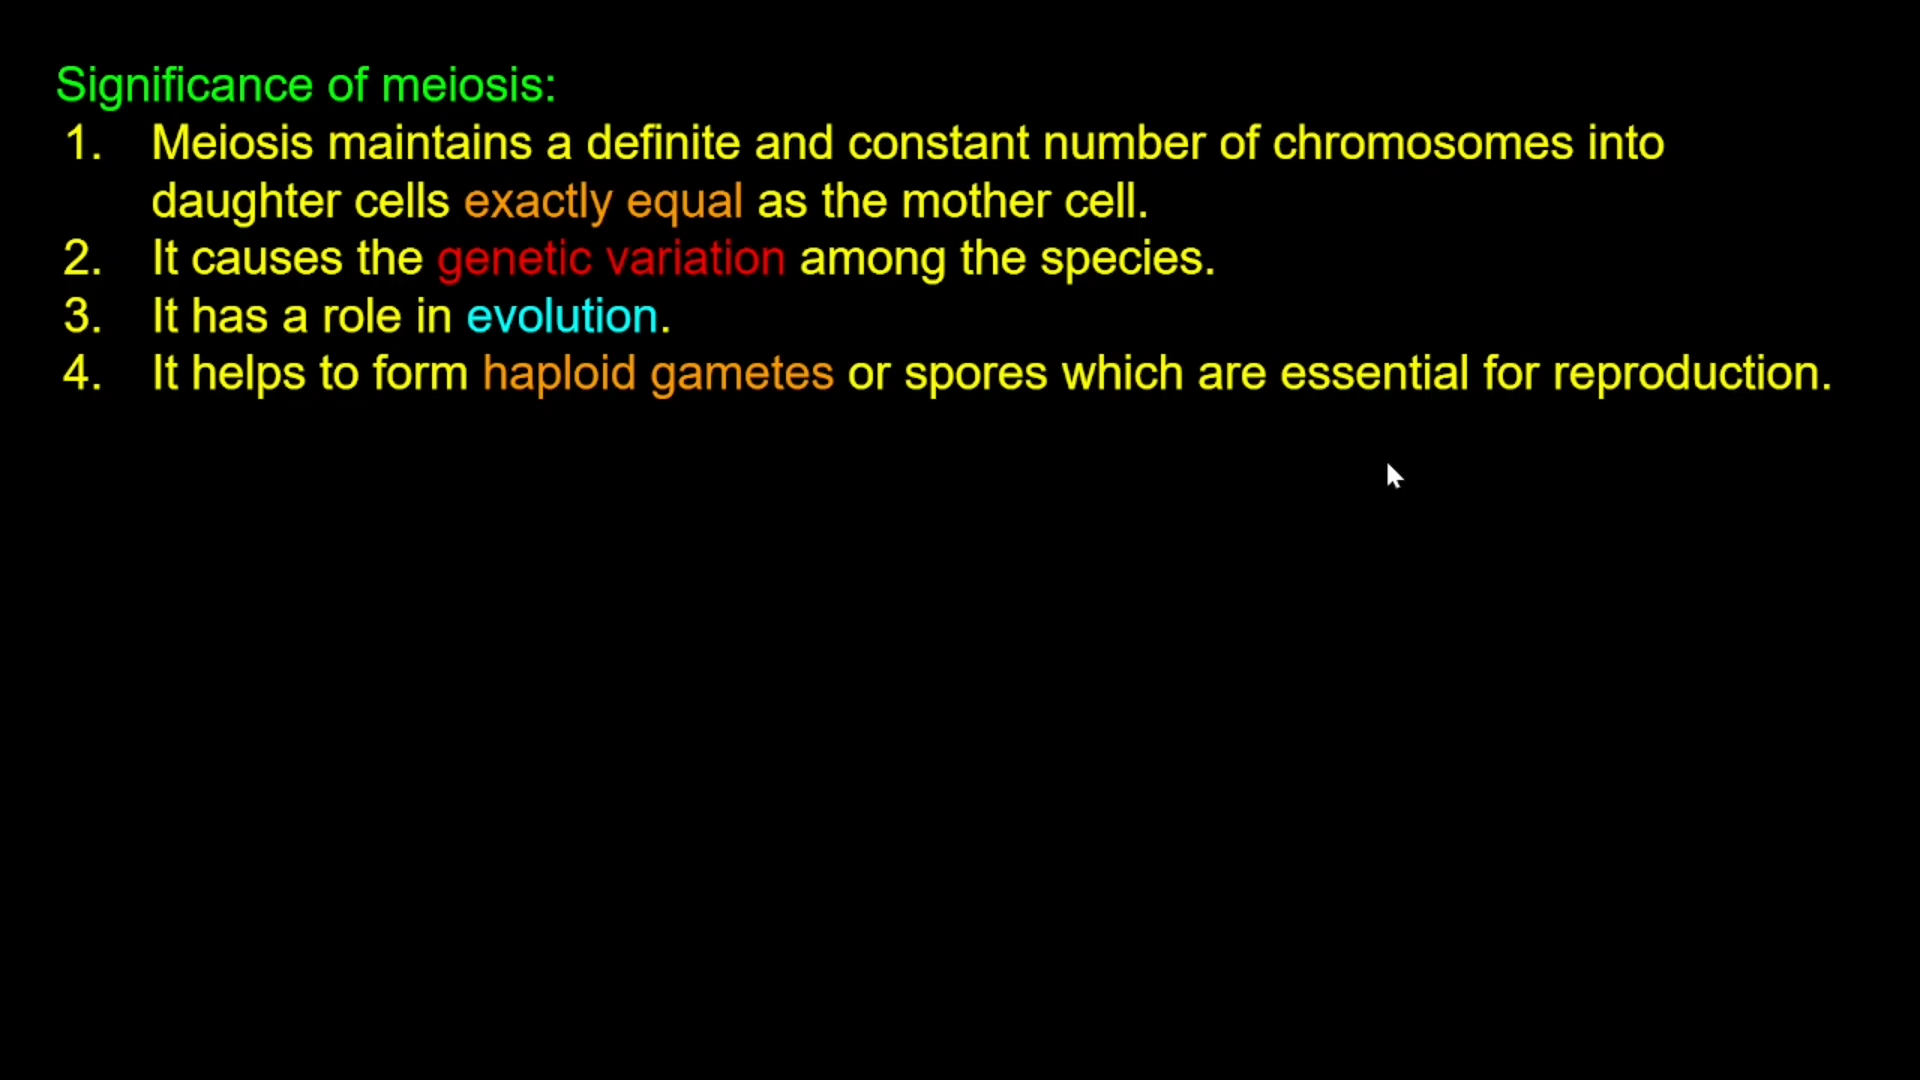 Significance of meiosis:
1. Meiosis maintains a definite and constant number of chromosomes into
daughter cells exactly equal as the mother cell.
2. It causes the genetic variation among the species.
3. It has a role in evolution.
4. It helps to form haploid gametes or spores which are essential for reproduction.